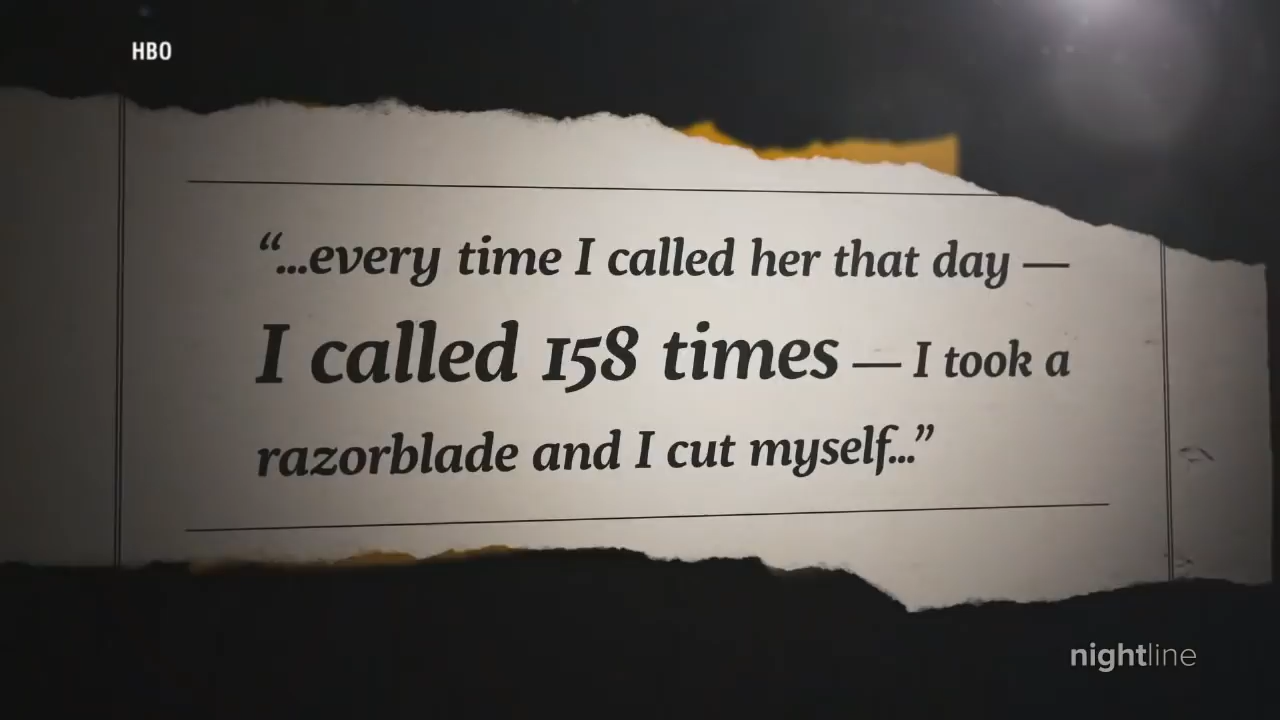 HBO
“...every time I called her that day —
I called 158 times — I took a
razorblade and I cut myself...”
nightline